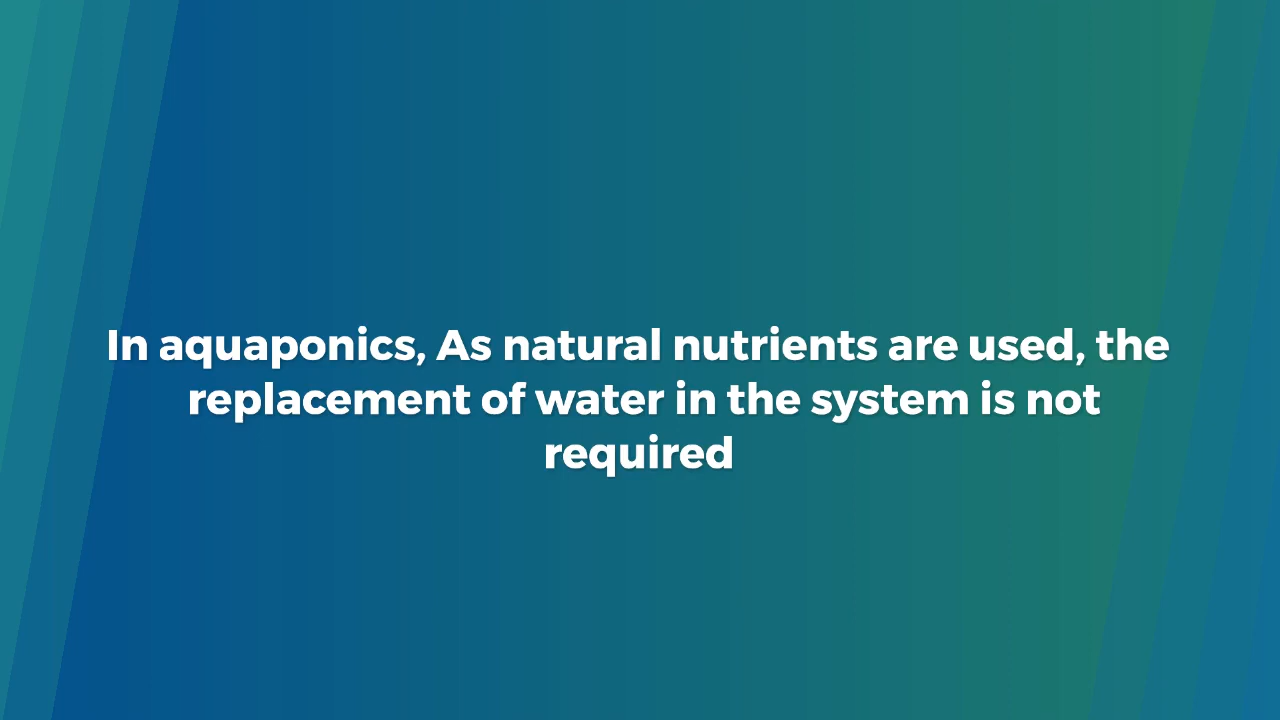 In aquaponics, As natural nutrients are used, the
replacement of water in the system is not
required